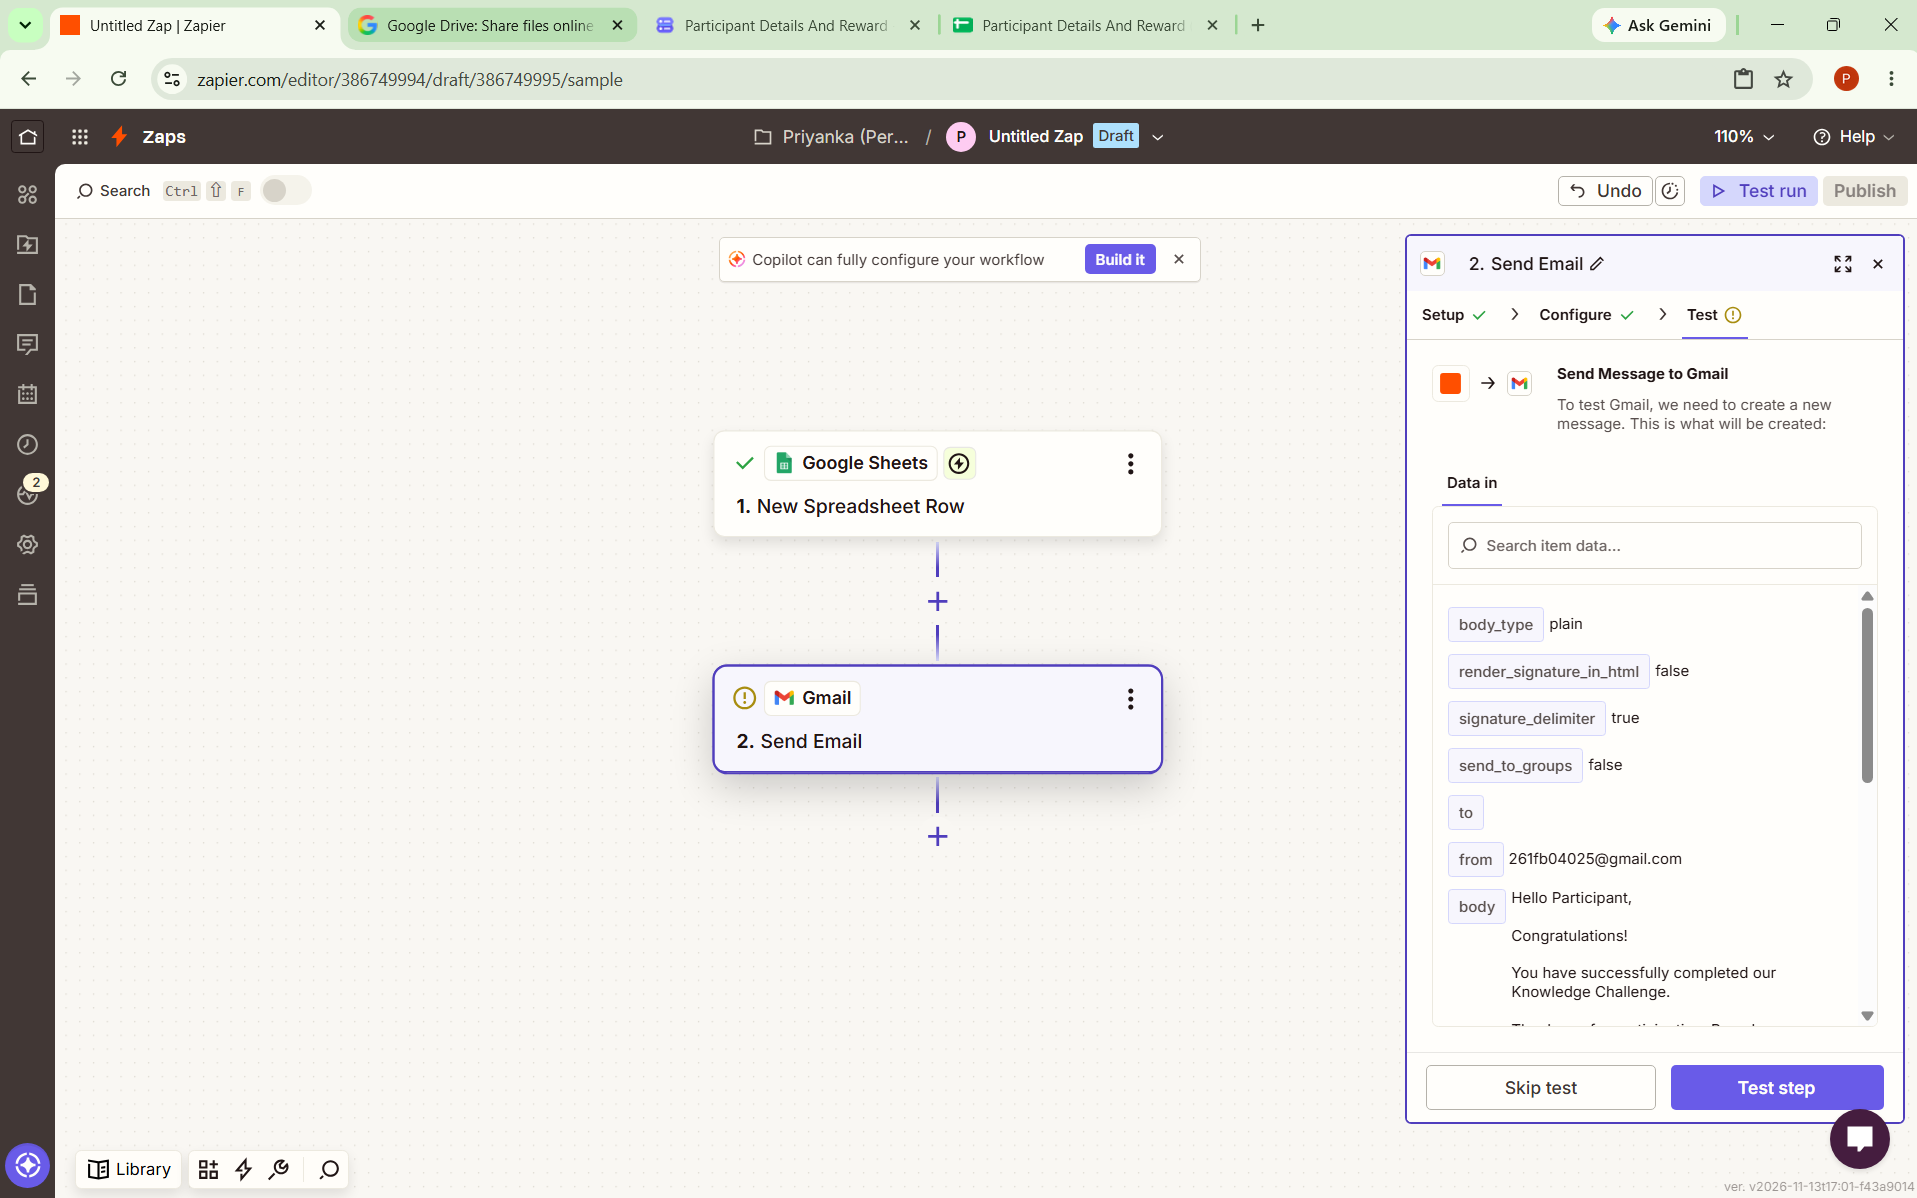 Untitled Zap | Zapier
Google Drive: Share files online
Participant Details And Reward
Participant Details And Reward
Ask Gemini
zapier.com/editor/386749994/draft/386749995/sample
P
Zaps
Priyanka (Per... / P Untitled Zap Draft
110%
Help
Search Ctrl ⇧ F
Undo
Test run
Publish
Copilot can fully configure your workflow
Build it
2. Send Email
Setup
Configure
Test
Send Message to Gmail
To test Gmail, we need to create a new
message. This is what will be created:
Data in
Search item data...
body_type plain
render_signature_in_html false
signature_delimiter true
send_to_groups false
to
from 261fb04025@gmail.com
body Hello Participant,
Congratulations!
You have successfully completed our
Knowledge Challenge.
Skip test
Test step
Google Sheets
1. New Spreadsheet Row
Gmail
2. Send Email
2
Library
ver. v2026-11-13t17:01-f43a9014